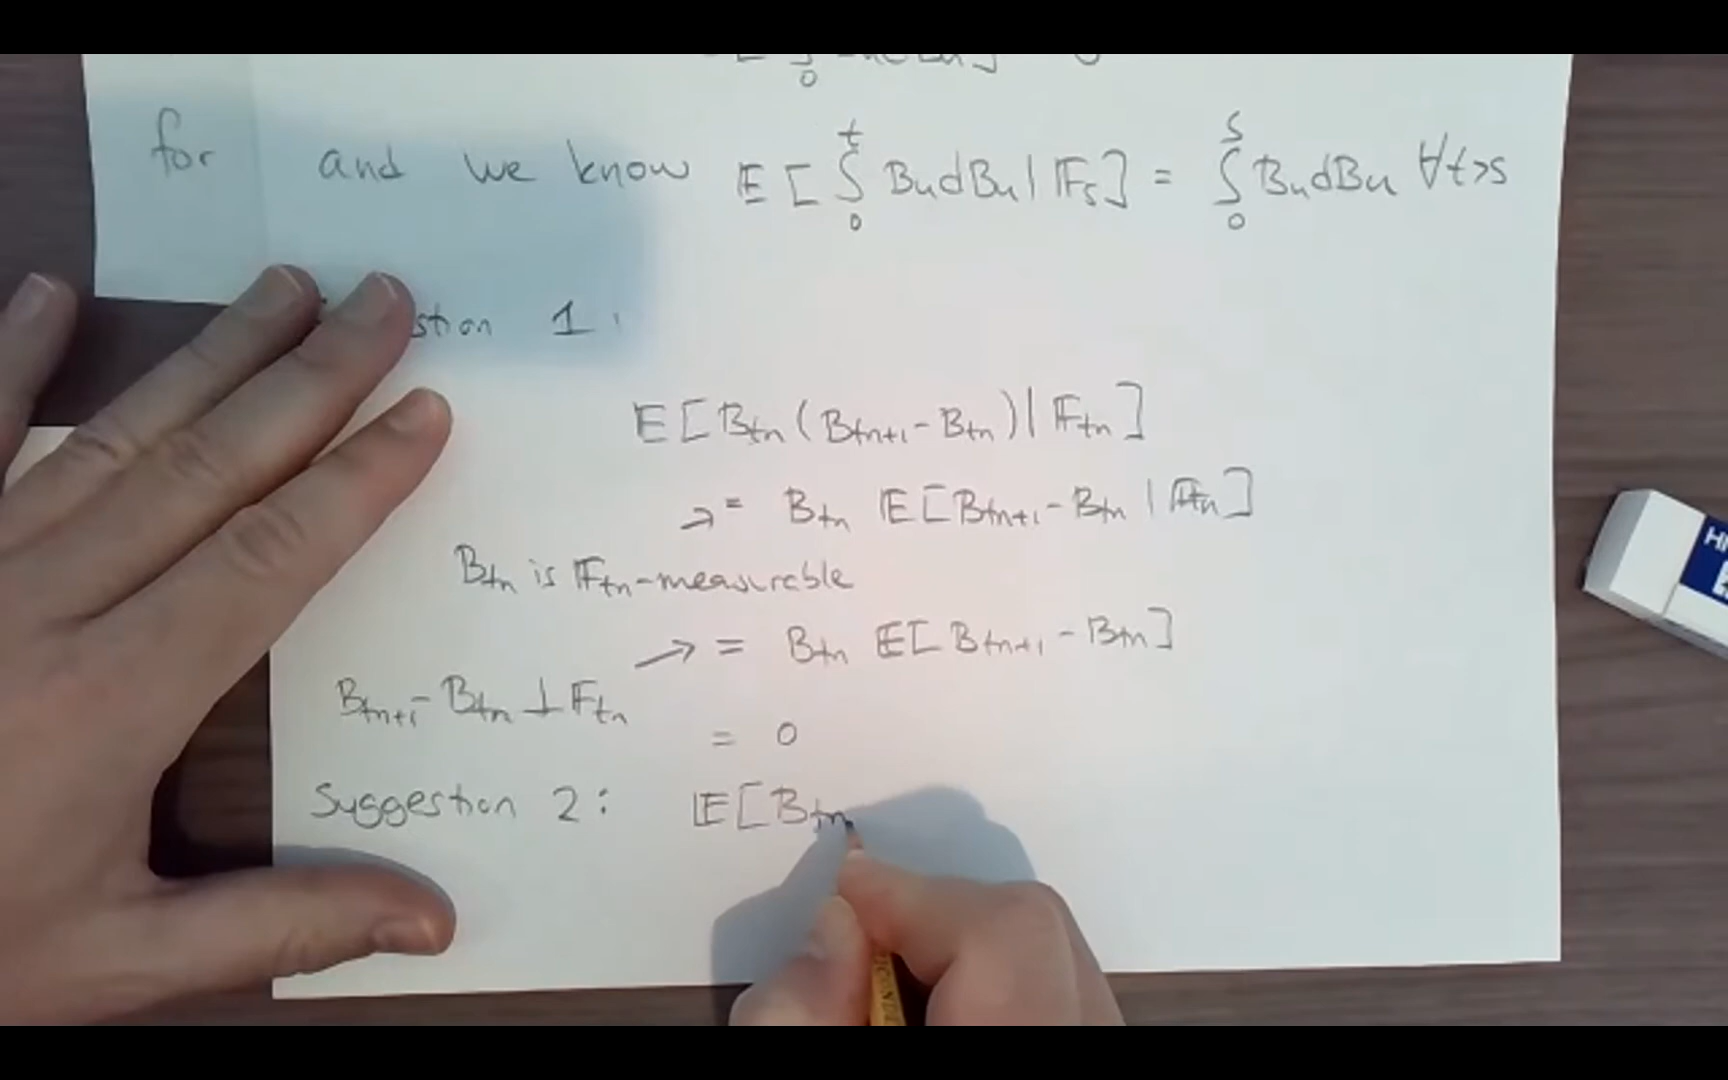 for and we know E [ ∫₀ᵗ BudBu | Fs ] = ∫₀ˢ BudBu ∀t>s
stion 1:
E [ Btn ( Btn+1 - Btn ) | Ftn ]
→ = Btn E [ Btn+1 - Btn | Ftn ]
Btn is Ftn-measurable
→ = Btn E [ Btn+1 - Btn ]
Btn+1 - Btn ⊥ Ftn
= 0
Suggestion 2: E [ Btn